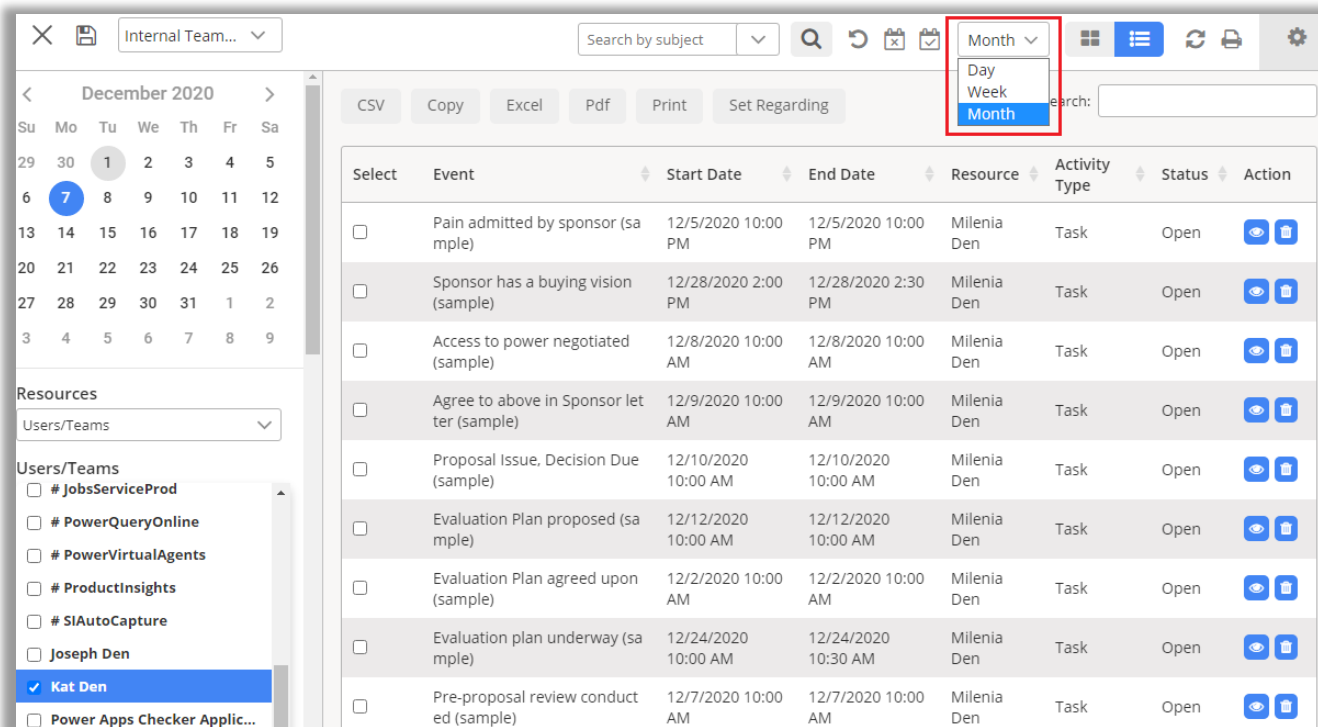 Internal Team...
Search by subject
Month
Day
Week
Month
December 2020
Su Mo Tu We Th Fr Sa
29 30 1 2 3 4 5
6 7 8 9 10 11 12
13 14 15 16 17 18 19
20 21 22 23 24 25 26
27 28 29 30 31 1 2
3 4 5 6 7 8 9
Resources
Users/Teams
Users/Teams
# JobsServiceProd
# PowerQueryOnline
# PowerVirtualAgents
# ProductInsights
# SIAutoCapture
Joseph Den
Kat Den
Power Apps Checker Applic...
CSV Copy Excel Pdf Print Set Regarding
earch:
Select Event Start Date End Date Resource Activity Status Action
Type
Pain admitted by sponsor (sa 12/5/2020 10:00 12/5/2020 10:00 Milenia Task Open
mple) PM PM Den
Sponsor has a buying vision 12/28/2020 2:00 12/28/2020 2:30 Milenia Task Open
(sample) PM PM Den
Access to power negotiated 12/8/2020 10:00 12/8/2020 10:00 Milenia Task Open
(sample) AM AM Den
Agree to above in Sponsor let 12/9/2020 10:00 12/9/2020 10:00 Milenia Task Open
ter (sample) AM AM Den
Proposal Issue, Decision Due 12/10/2020 12/10/2020 Milenia Task Open
(sample) 10:00 AM 10:00 AM Den
Evaluation Plan proposed (sa 12/12/2020 12/12/2020 Milenia Task Open
mple) 10:00 AM 10:00 AM Den
Evaluation Plan agreed upon 12/2/2020 10:00 12/2/2020 10:00 Milenia Task Open
(sample) AM AM Den
Evaluation plan underway (sa 12/24/2020 12/24/2020 Milenia Task Open
mple) 10:00 AM 10:30 AM Den
Pre-proposal review conduct 12/7/2020 10:00 12/7/2020 10:00 Milenia Task Open
ed (sample) AM AM Den